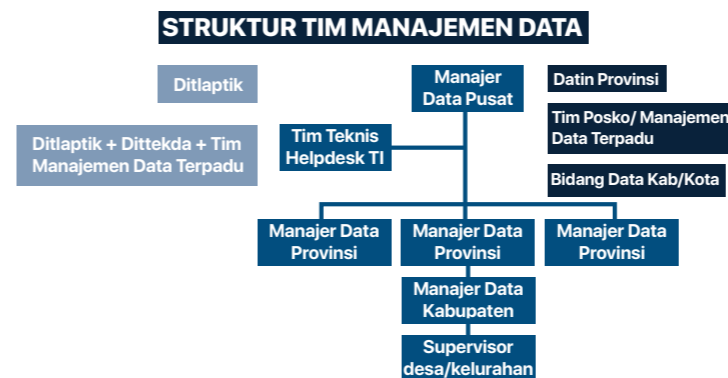 STRUKTUR TIM MANAJEMEN DATA
Ditlaptik
Manajer
Data Pusat
Datin Provinsi
Tim Posko/ Manajemen
Data Terpadu
Ditlaptik + Dittekda + Tim
Manajemen Data Terpadu
Tim Teknis
Helpdesk TI
Bidang Data Kab/Kota
Manajer Data
Provinsi
Manajer Data
Provinsi
Manajer Data
Provinsi
Manajer Data
Kabupaten
Supervisor
desa/kelurahan